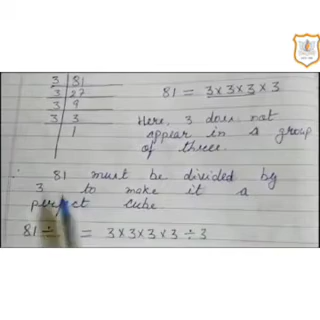 3 | 81
3 | 27
3 | 9
3 | 3
1
81 = 3 x 3 x 3 x 3
Here, 3 does not
appear in a group
of three.
∴ 81 must be divided by
3 to make it a
perfect cube.
81 ÷ = 3 x 3 x 3 x 3 ÷ 3